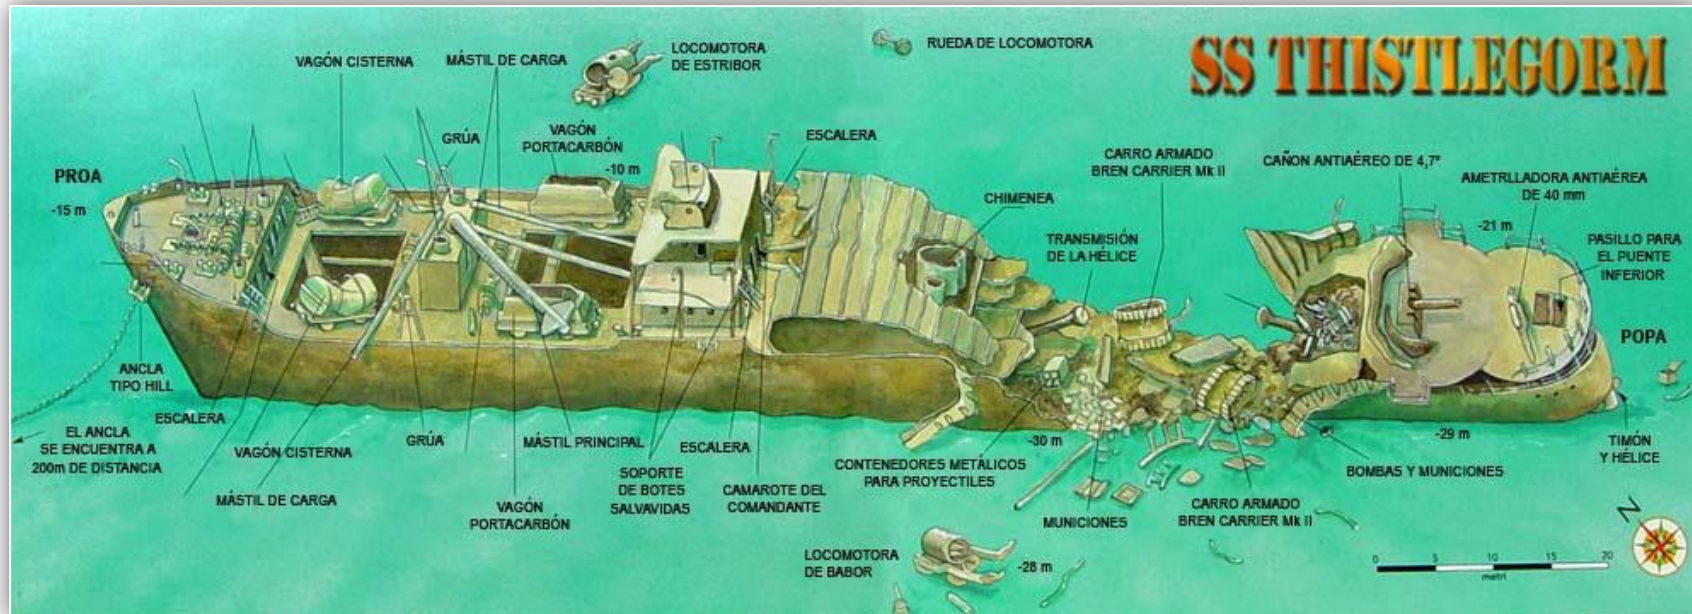 SS THISTLEGORM
LOCOMOTORA
DE ESTRIBOR
RUEDA DE LOCOMOTORA
VAGÓN CISTERNA
MÁSTIL DE CARGA
GRÚA
VAGÓN
PORTACARBÓN
-10 m
ESCALERA
CARRO ARMADO
BREN CARRIER Mk II
CAÑON ANTIAÉREO DE 4,7"
AMETRLLADORA ANTIAÉREA
DE 40 mm
PROA
-15 m
CHIMENEA
TRANSMISIÓN
DE LA HÉLICE
-21 m
PASILLO PARA
EL PUENTE
INFERIOR
POPA
ANCLA
TIPO HILL
ESCALERA
EL ANCLA
SE ENCUENTRA A
200m DE DISTANCIA
VAGÓN CISTERNA
MÁSTIL DE CARGA
GRÚA
MÁSTIL PRINCIPAL
VAGÓN
PORTACARBÓN
SOPORTE
DE BOTES
SALVAVIDAS
ESCALERA
CAMAROTE DEL
COMANDANTE
CONTENEDORES METÁLICOS
PARA PROYECTILES
-30 m
MUNICIONES
CARRO ARMADO
BREN CARRIER Mk II
BOMBAS Y MUNICIONES
-29 m
TIMÓN
Y HÉLICE
LOCOMOTORA
DE BABOR
-28 m
N
0 5 10 15 20
metri